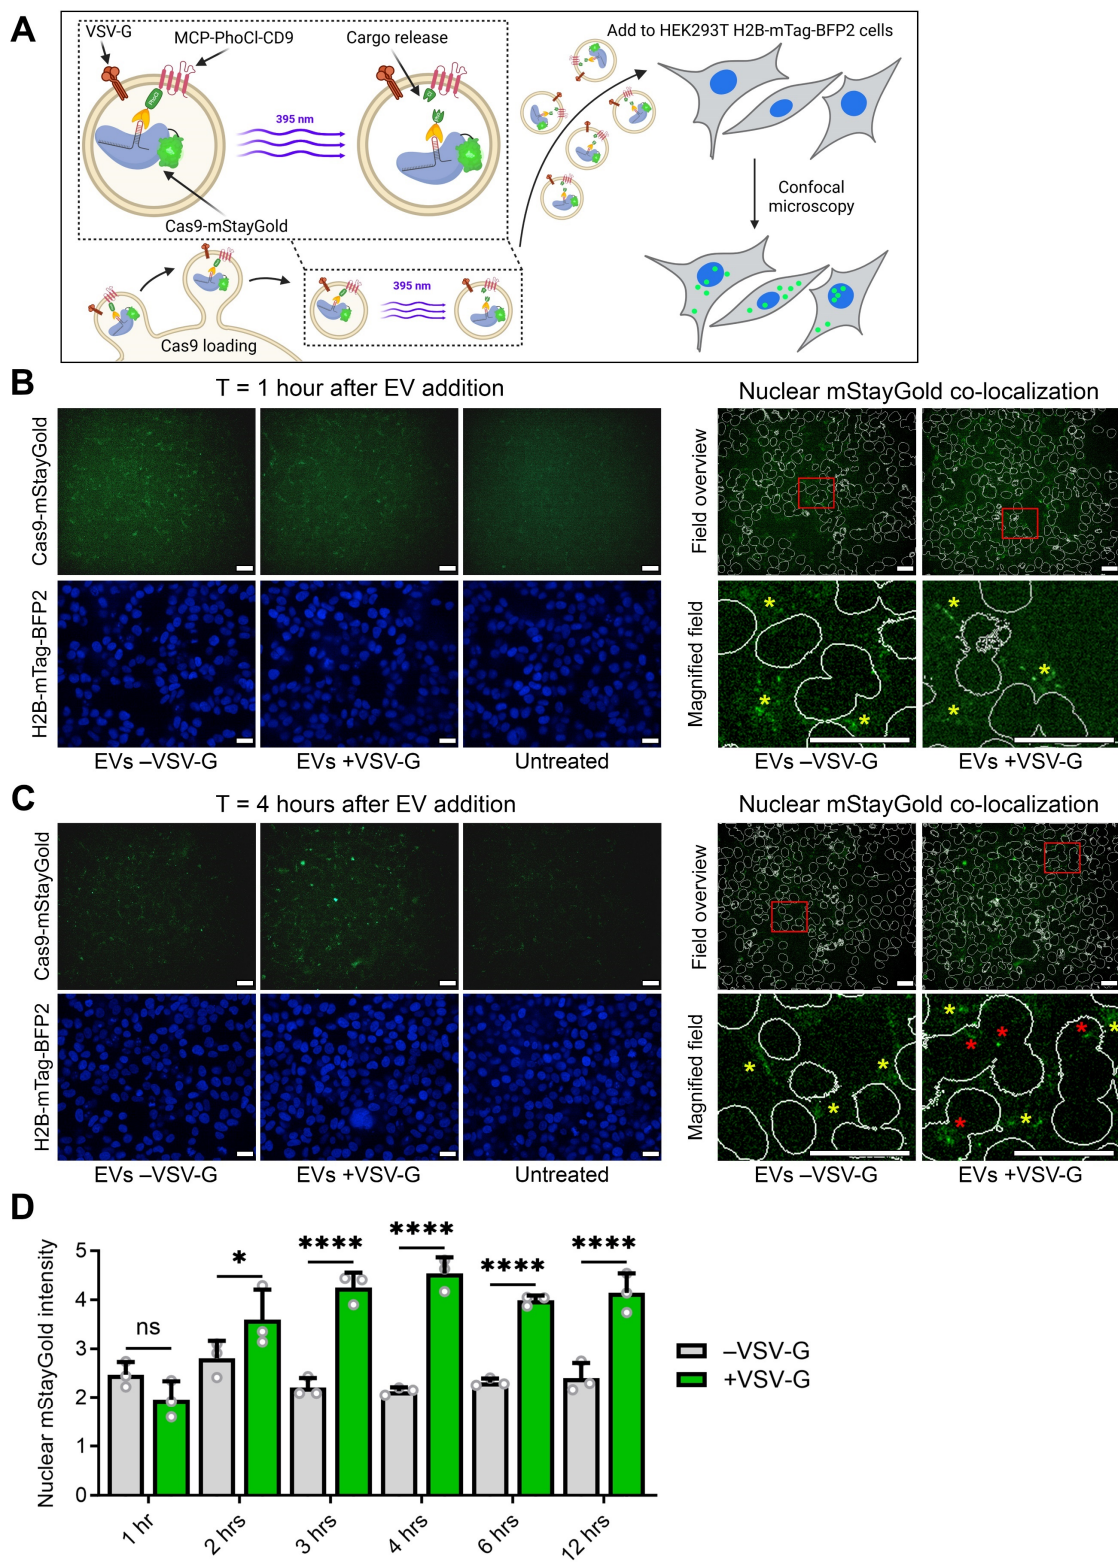 A
VSV-G
MCP-PhoCl-CD9
Cargo release
Add to HEK293T H2B-mTag-BFP2 cells
PhoCl
395 nm
Cas9-mStayGold
Confocal
microscopy
395 nm
Cas9 loading
B
T = 1 hour after EV addition
Nuclear mStayGold co-localization
Cas9-mStayGold
Field overview
H2B-mTag-BFP2
Magnified field
* * * * * *
EVs –VSV-G
EVs +VSV-G
Untreated
EVs –VSV-G
EVs +VSV-G
C
T = 4 hours after EV addition
Nuclear mStayGold co-localization
Cas9-mStayGold
Field overview
H2B-mTag-BFP2
Magnified field
* * * * * * * * * *
EVs –VSV-G
EVs +VSV-G
Untreated
EVs –VSV-G
EVs +VSV-G
D
Nuclear mStayGold intensity
5
4
3
2
1
0
ns
*
****
****
****
****
1 hr
2 hrs
3 hrs
4 hrs
6 hrs
12 hrs
–VSV-G
+VSV-G